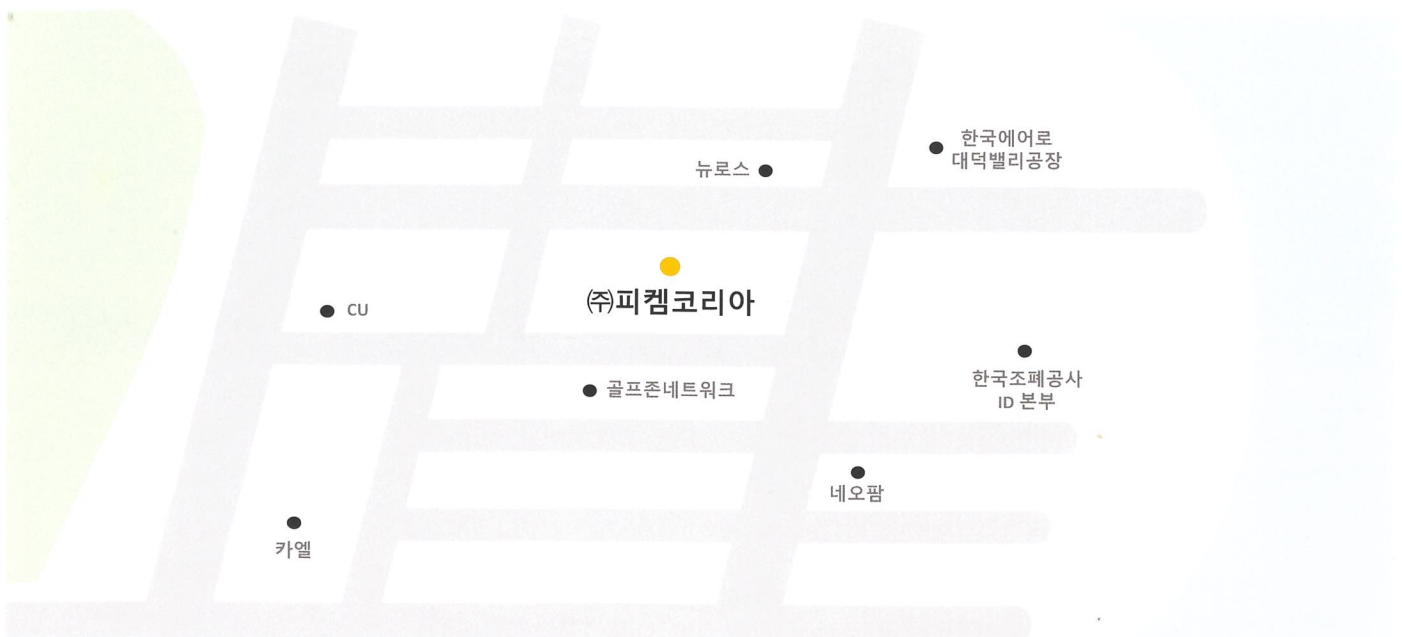 한국에어로
대덕밸리공장
뉴로스
CU
㈜피켐코리아
한국조폐공사
ID 본부
골프존네트워크
네오팜
카엘